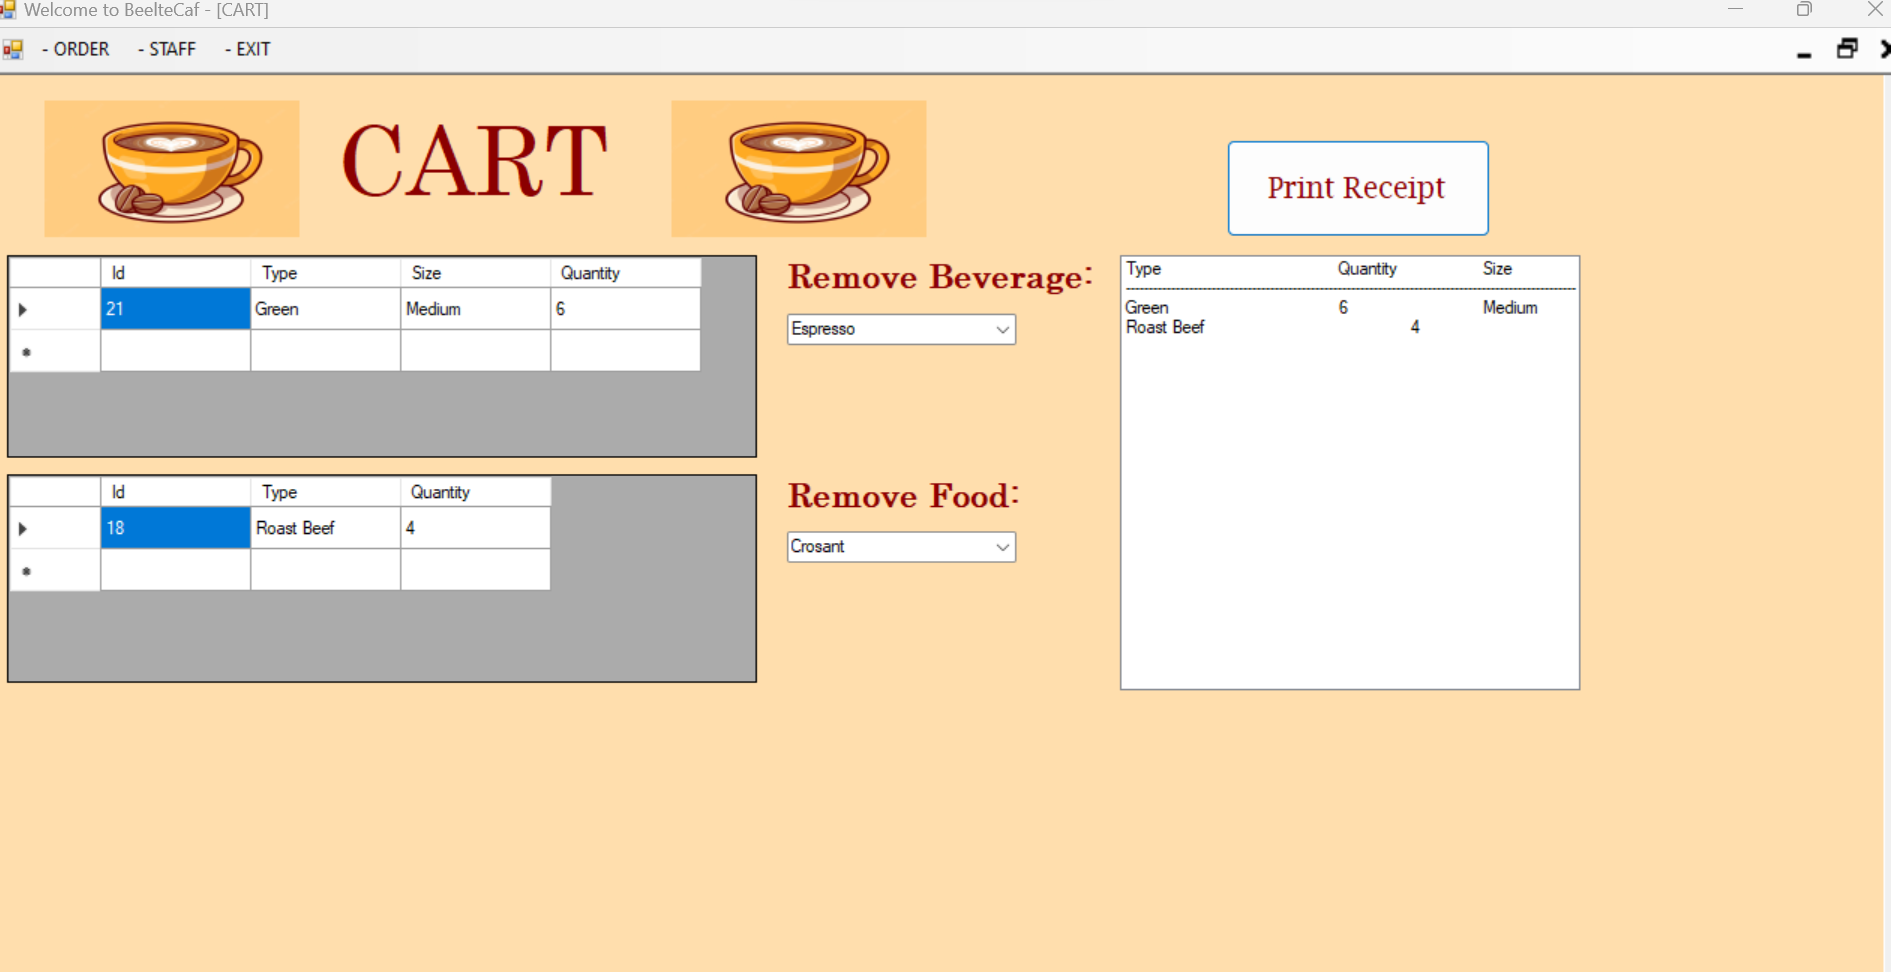 Welcome to BeelteCaf - [CART]
- ORDER - STAFF - EXIT
CART
Print Receipt
Id Type Size Quantity
21 Green Medium 6
Remove Beverage:
Espresso
Id Type Quantity
18 Roast Beef 4
Remove Food:
Crosant
Type Quantity Size
Green 6 Medium
Roast Beef 4